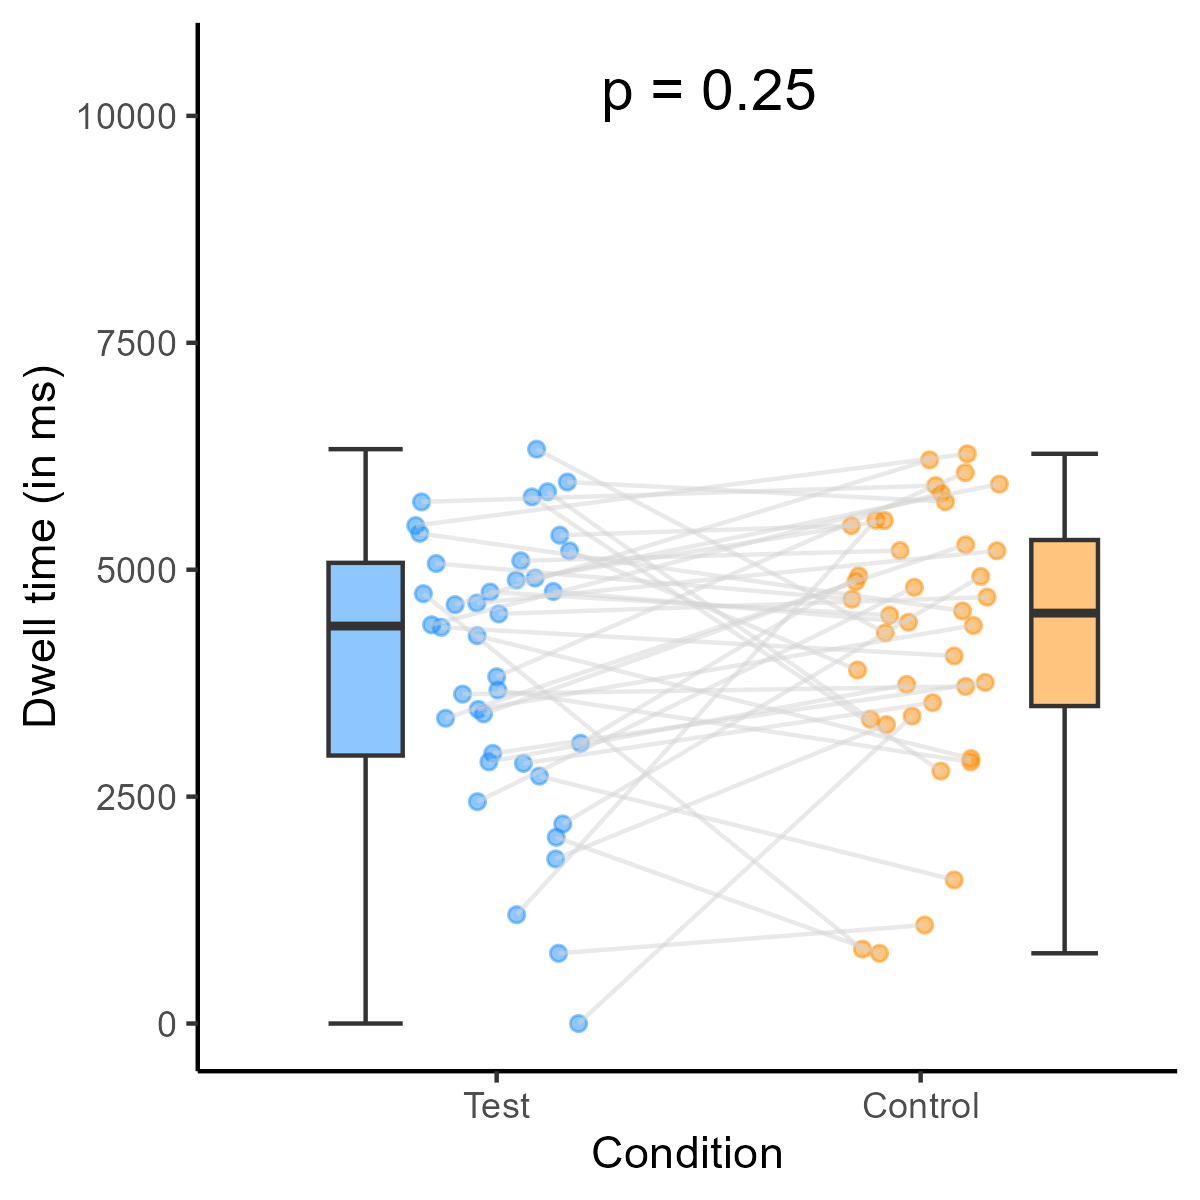 p = 0.25
10000
7500
5000
2500
0
Dwell time (in ms)
Test
Control
Condition